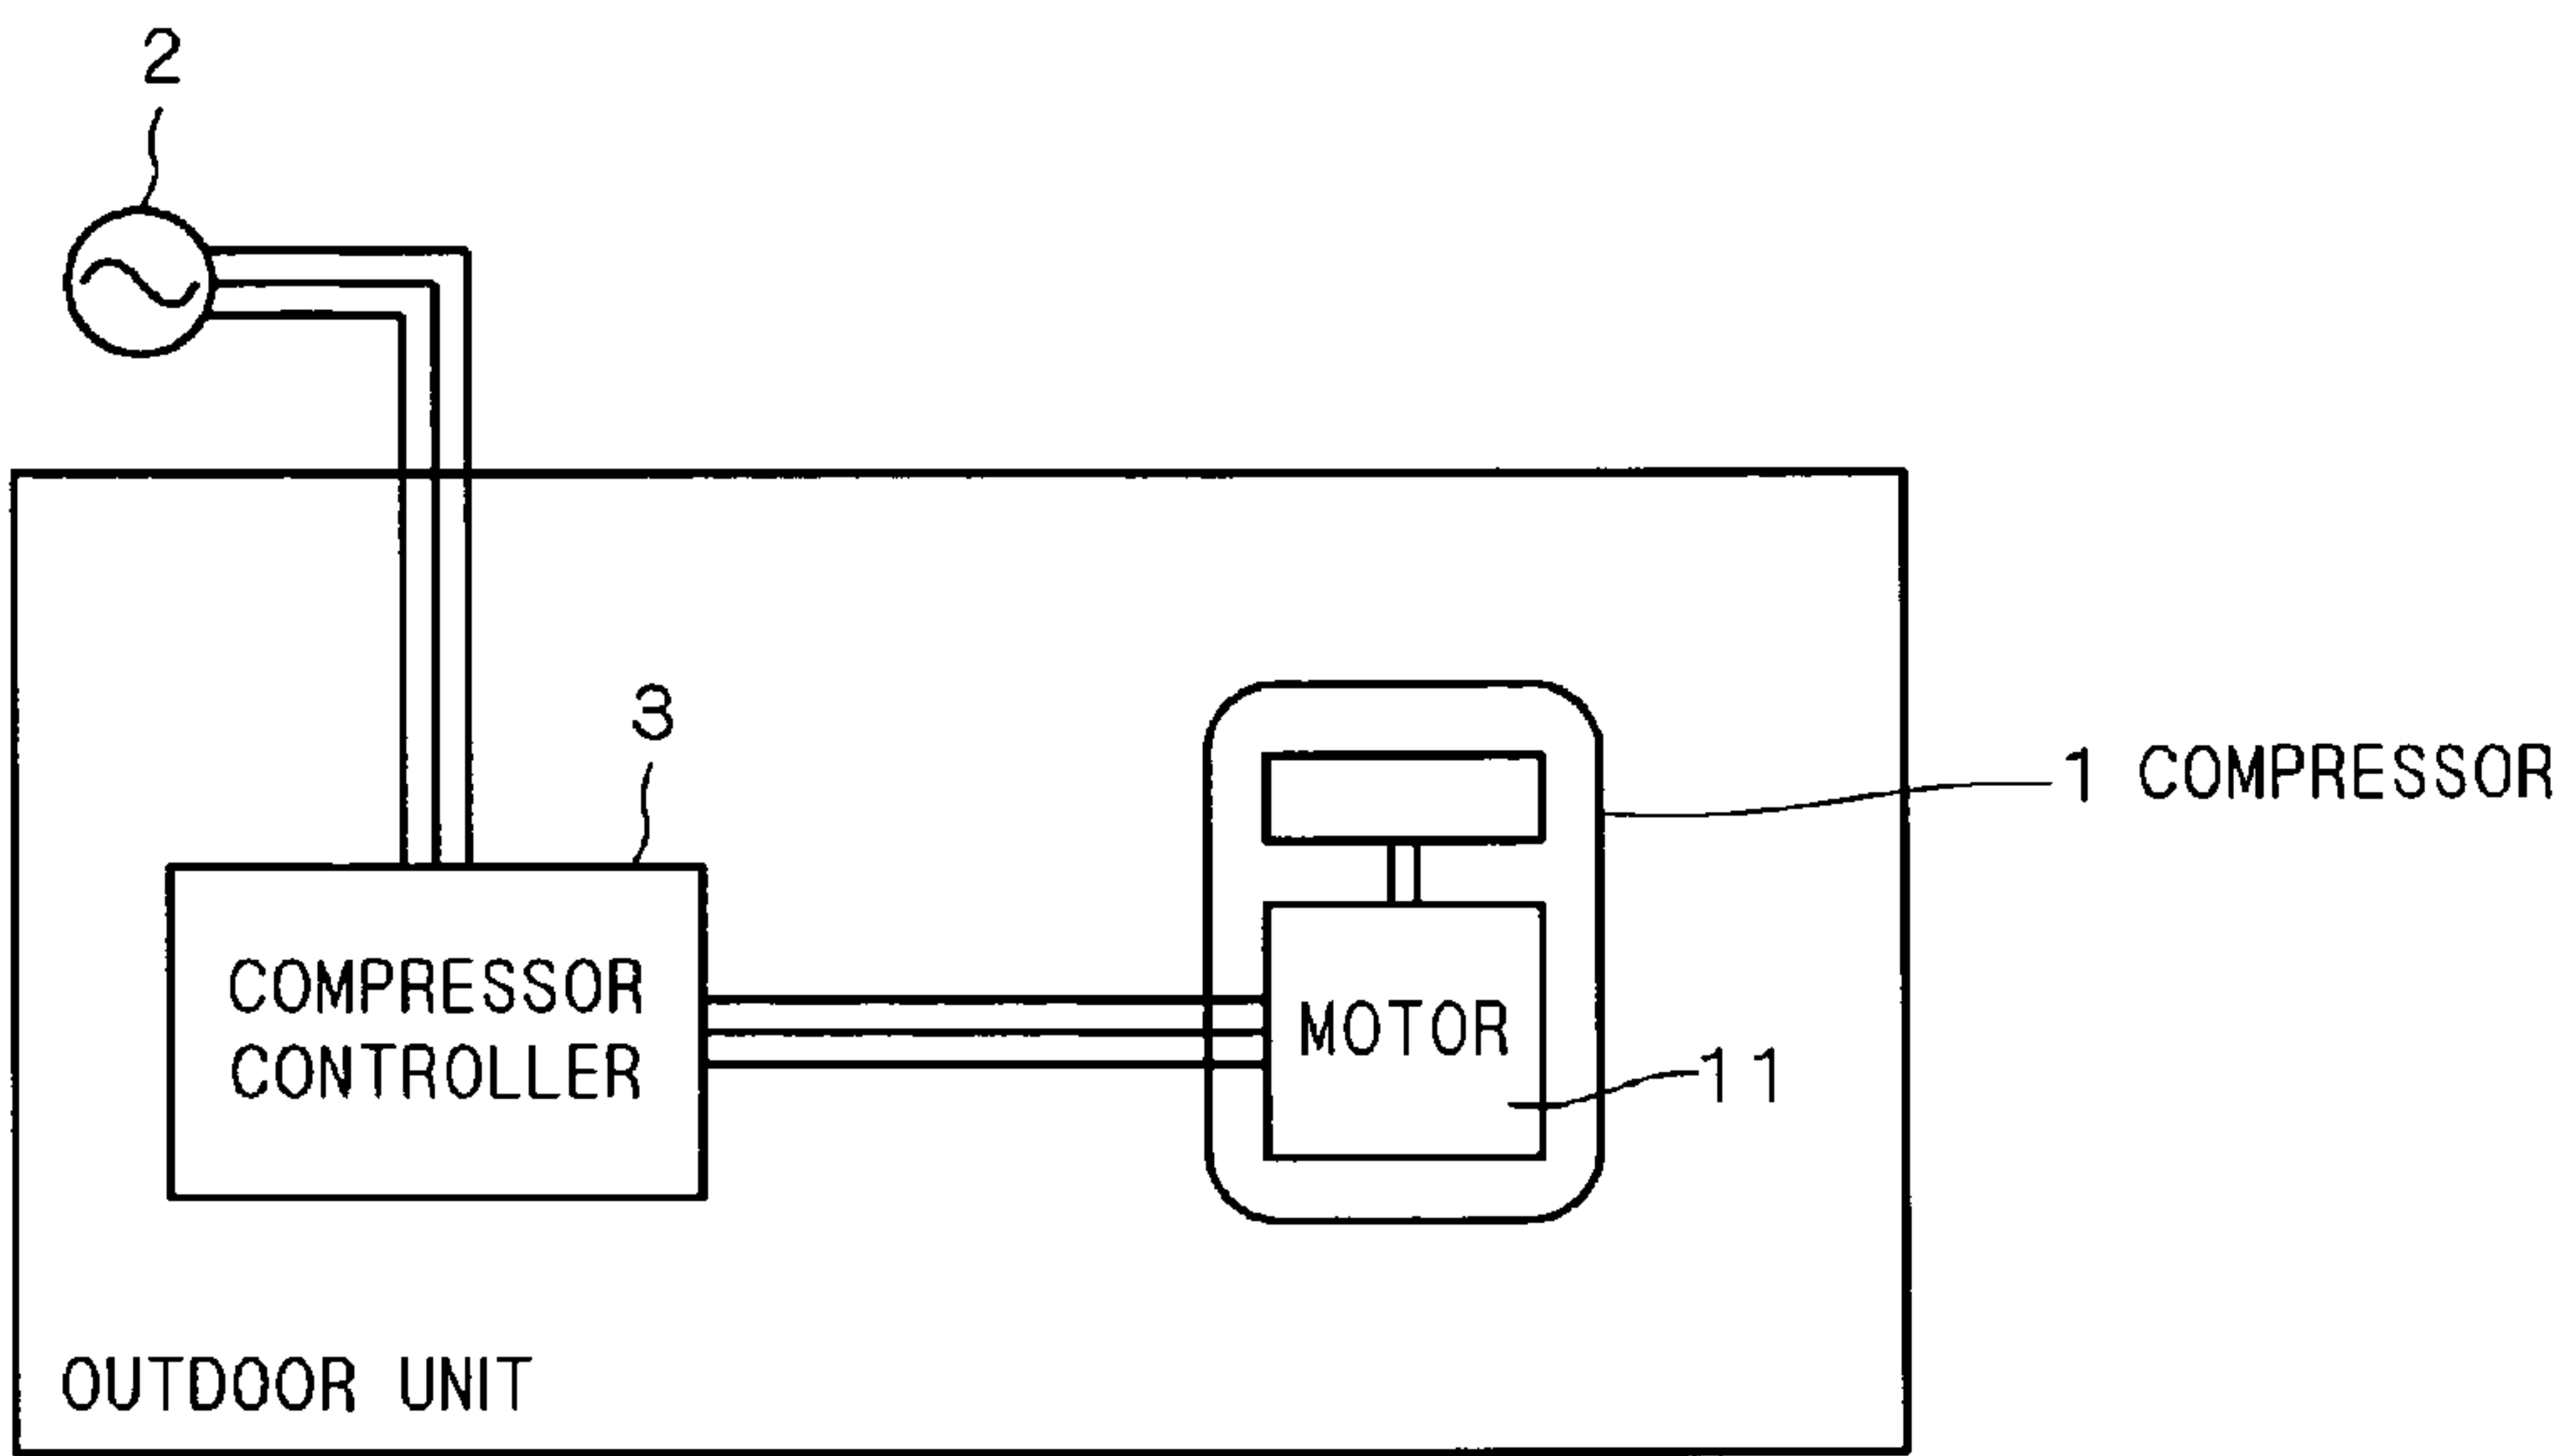 2
3
1 COMPRESSOR
COMPRESSOR
CONTROLLER
MOTOR
11
OUTDOOR UNIT